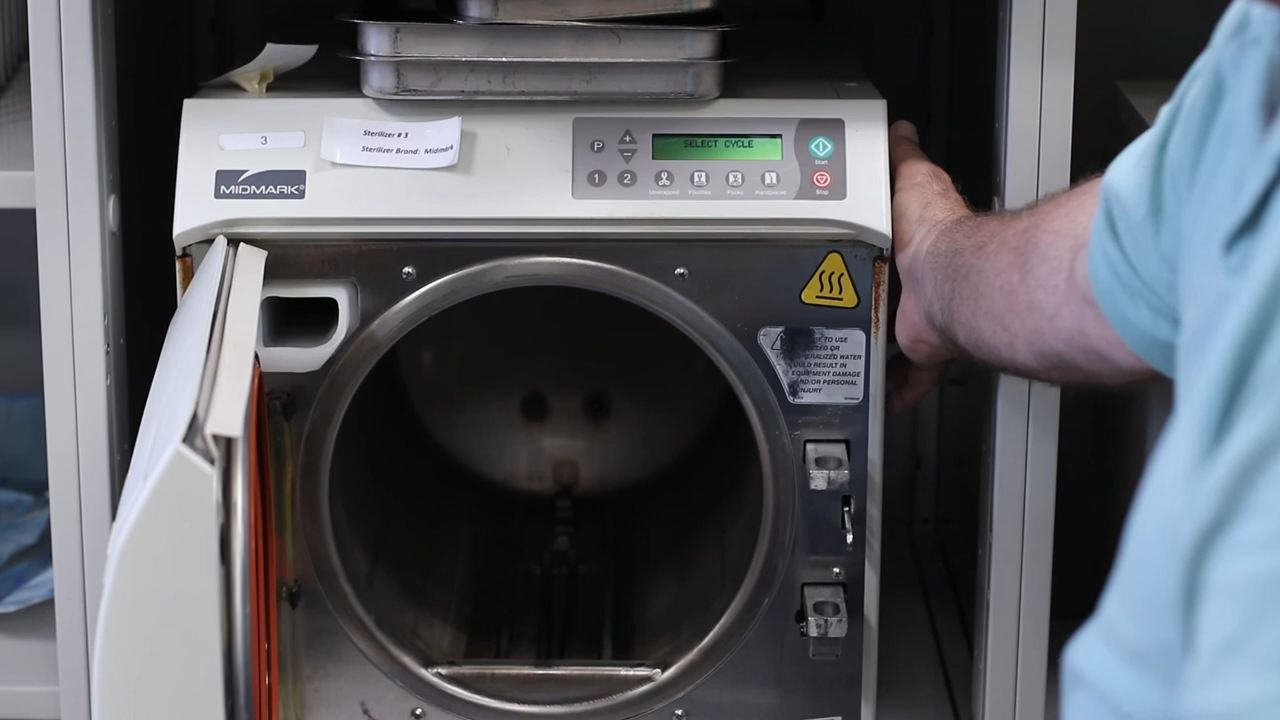 3
Sterilizer # 3
Sterilizer Brand: Midmark
MIDMARK®
P
+
-
SELECT CYCLE
Start
1
2
Unwrapped
Pouches
Packs
Handpieces
Stop
TO USE
OR
WATER
RESULT IN
EQUIPMENT DAMAGE
AND/OR PERSONAL
INJURY